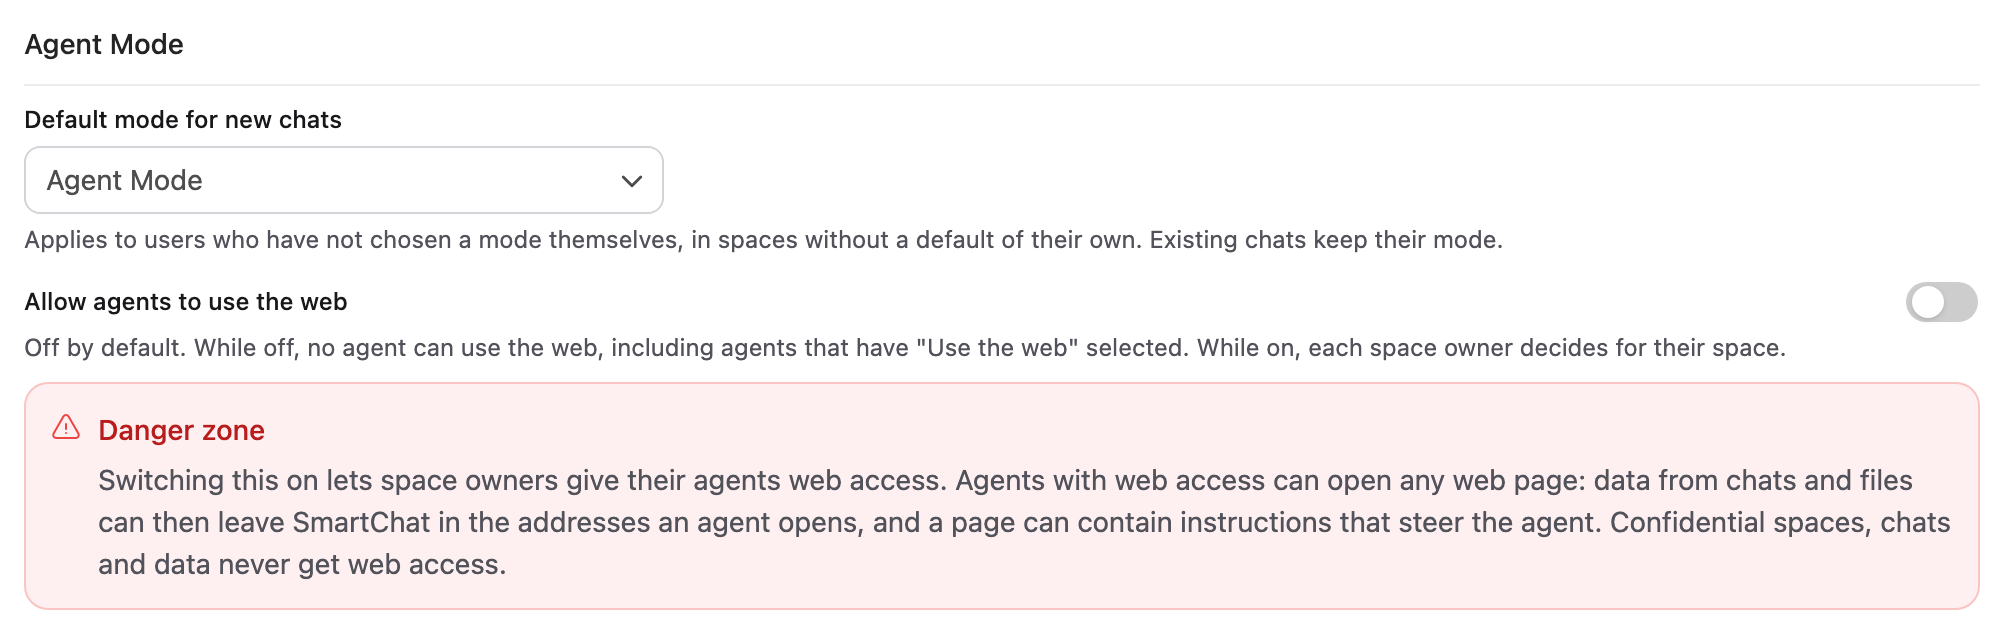 Agent Mode
Default mode for new chats
Agent Mode
Applies to users who have not chosen a mode themselves, in spaces without a default of their own. Existing chats keep their mode.
Allow agents to use the web
Off by default. While off, no agent can use the web, including agents that have "Use the web" selected. While on, each space owner decides for their space.
Danger zone
Switching this on lets space owners give their agents web access. Agents with web access can open any web page: data from chats and files
can then leave SmartChat in the addresses an agent opens, and a page can contain instructions that steer the agent. Confidential spaces, chats
and data never get web access.